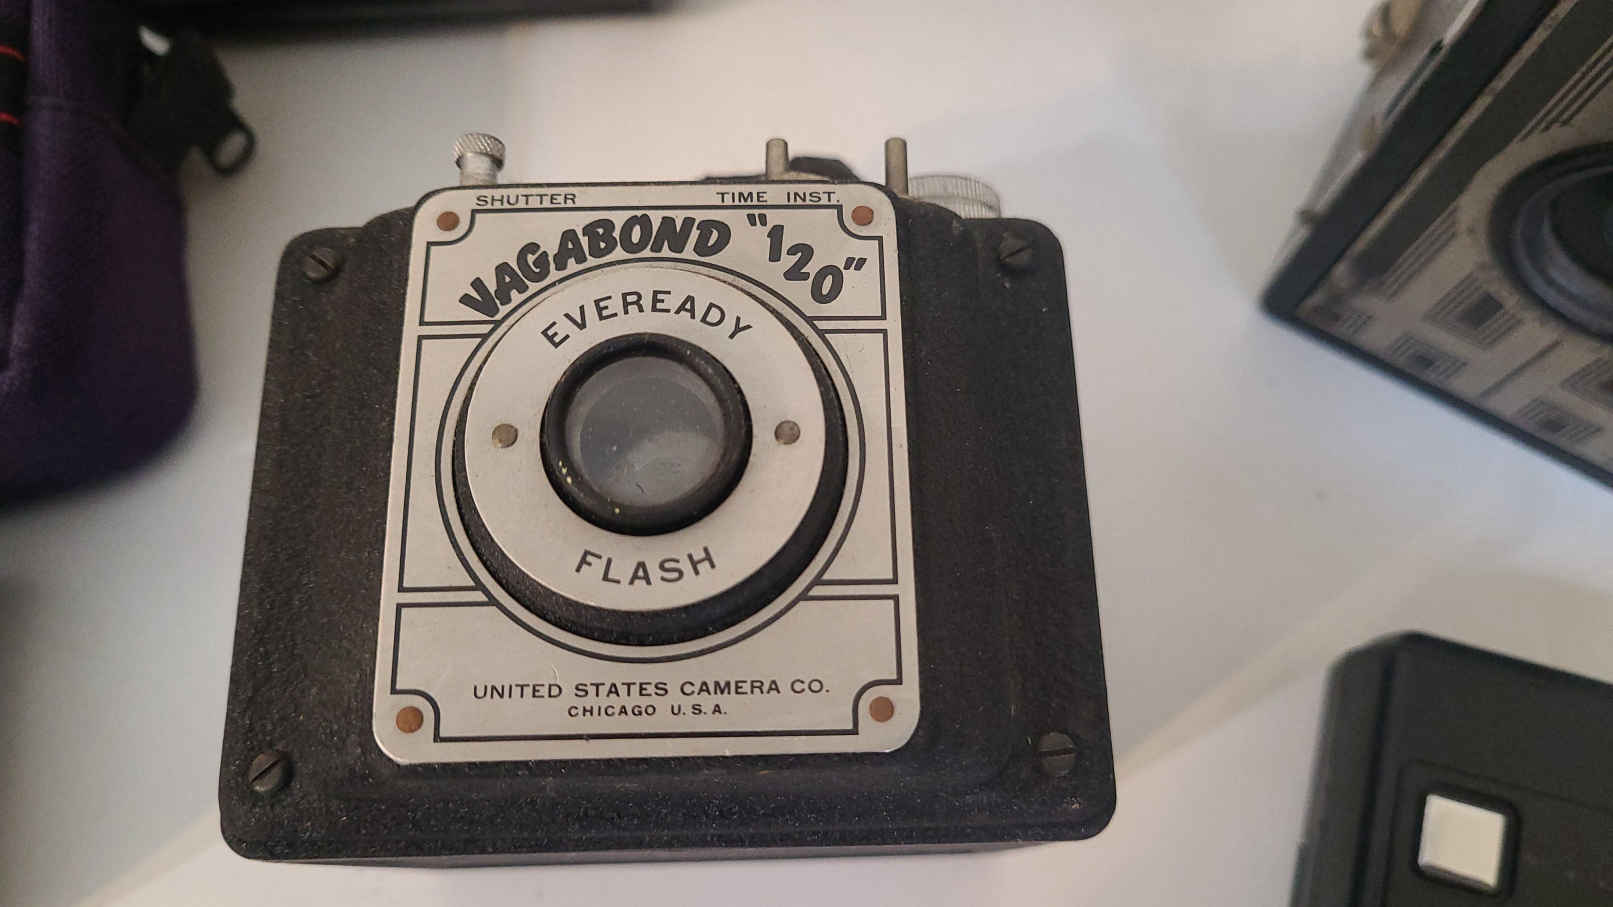 SHUTTER TIME INST.
VAGABOND "120"
EVEREADY
FLASH
UNITED STATES CAMERA CO.
CHICAGO U.S.A.